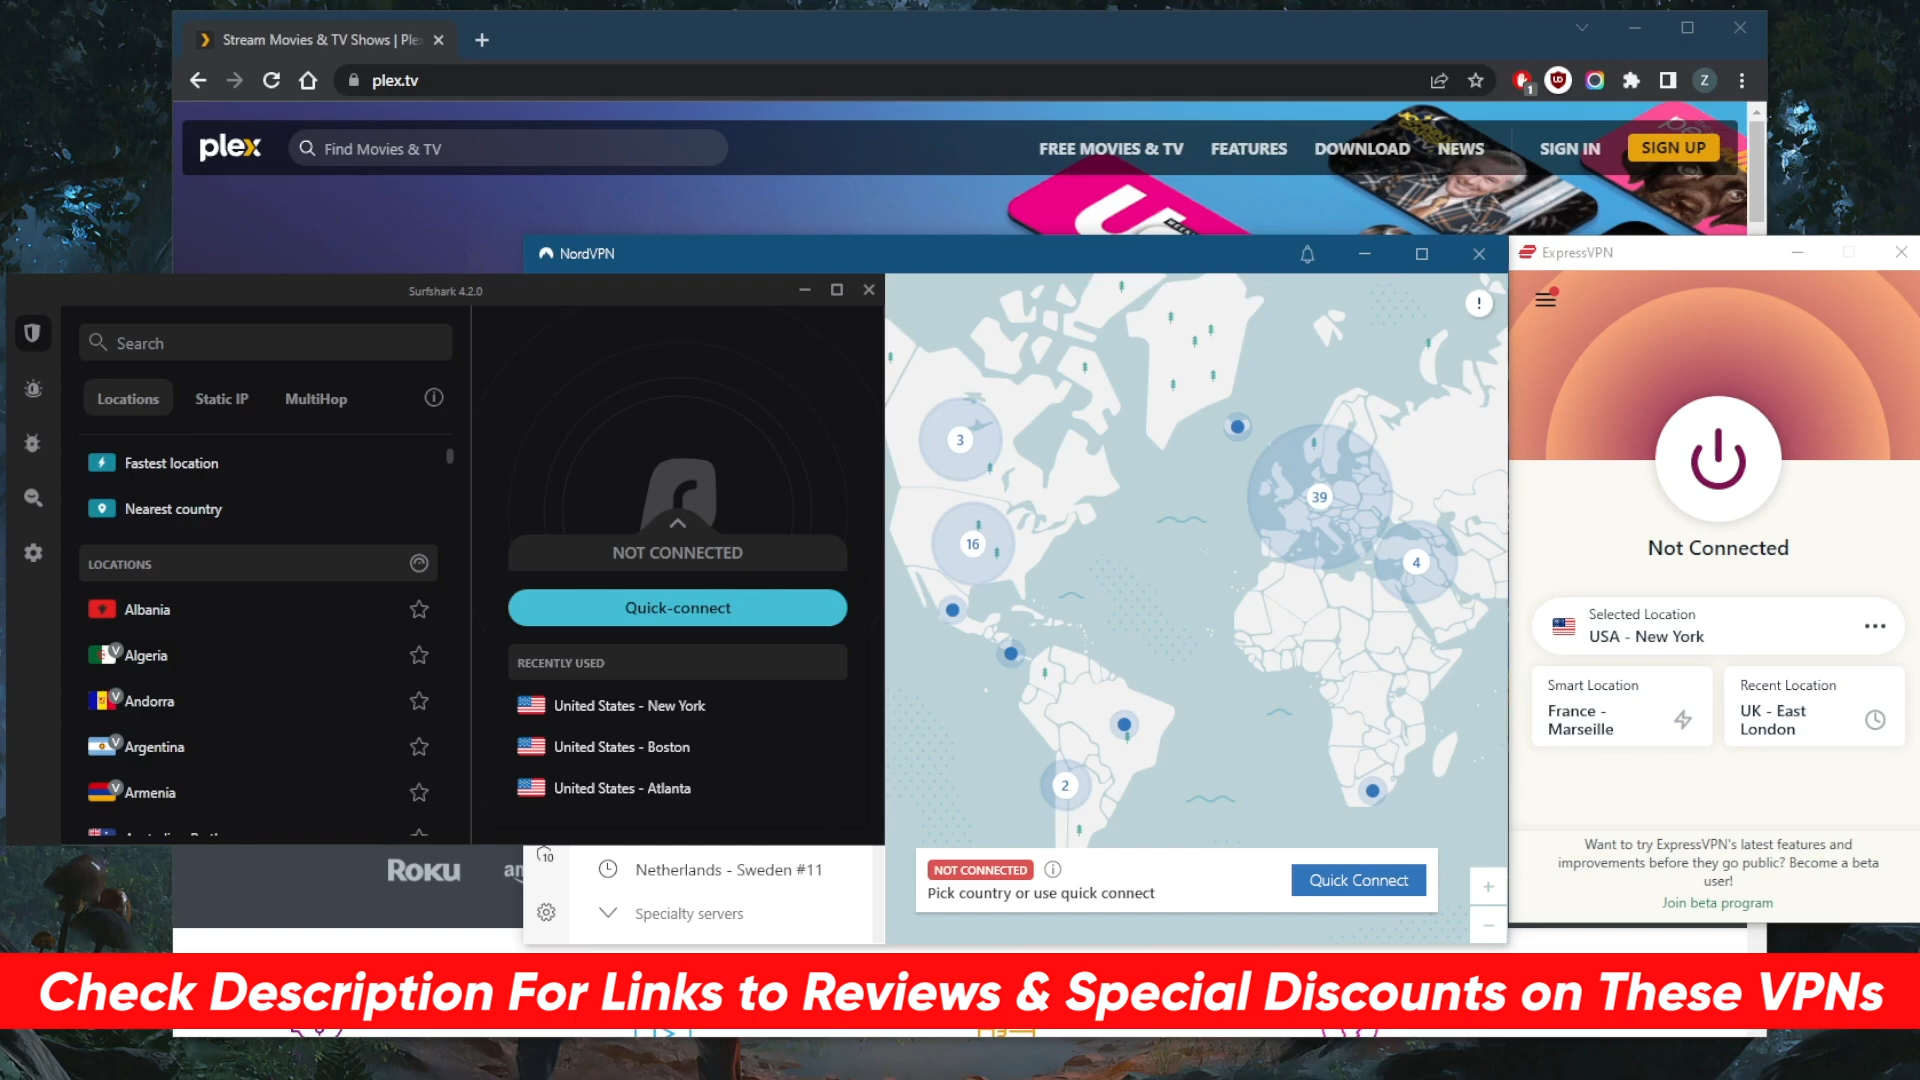 Stream Movies & TV Shows | Ple
plex.tv
1
Z
plex
Find Movies & TV
FREE MOVIES & TV
FEATURES
DOWNLOAD
NEWS
SIGN IN
SIGN UP
NordVPN
ExpressVPN
Surfshark 4.2.0
Search
Locations
Static IP
MultiHop
Fastest location
Nearest country
LOCATIONS
Albania
Algeria
Andorra
Argentina
Armenia
NOT CONNECTED
Quick-connect
RECENTLY USED
United States - New York
United States - Boston
United States - Atlanta
3
16
39
4
2
!
10
Netherlands - Sweden #11
Specialty servers
NOT CONNECTED
Pick country or use quick connect
Quick Connect
Not Connected
Selected Location
USA - New York
Smart Location
France -
Marseille
Recent Location
UK - East
London
Want to try ExpressVPN's latest features and
improvements before they go public? Become a beta
user!
Join beta program
Roku
Check Description For Links to Reviews & Special Discounts on These VPNs